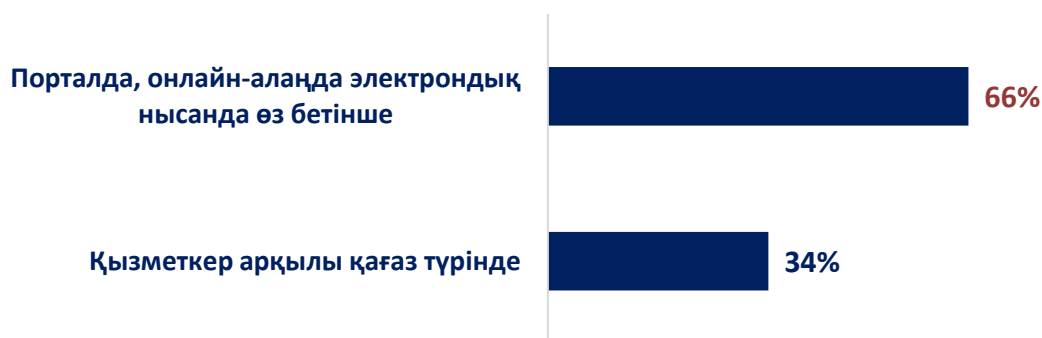 Порталда, онлайн-алаңда электрондық
нысанда өз бетінше
66%
Қызметкер арқылы қағаз түрінде
34%